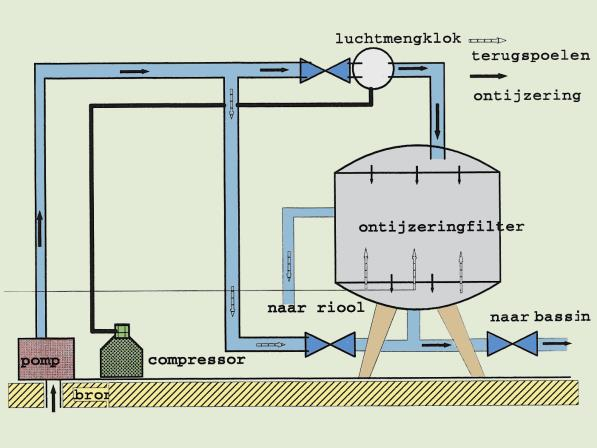 luchtmengklok
terugspoelen
ontijzering
ontijzeringfilter
naar riool
naar bassin
pomp
compressor
bron